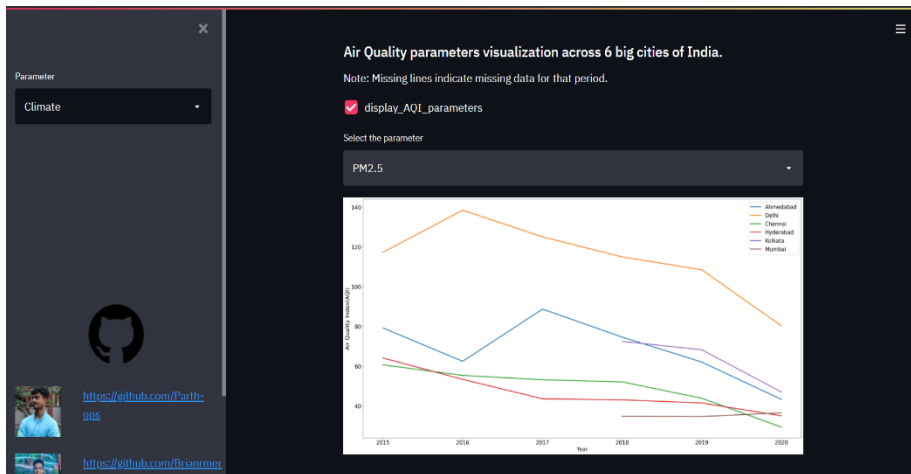 ×
Parameter
Climate
https://github.com/Parth-
ops
https://github.com/Brianrmer
Air Quality parameters visualization across 6 big cities of India.
Note: Missing lines indicate missing data for that period.
display_AQI_parameters
Select the parameter
PM2.5
Air Quality Index(AQI)
140
120
100
80
60
40
2015
2016
2017
2018
2019
2020
Year
Ahmedabad
Delhi
Chennai
Hyderabad
Kolkata
Mumbai